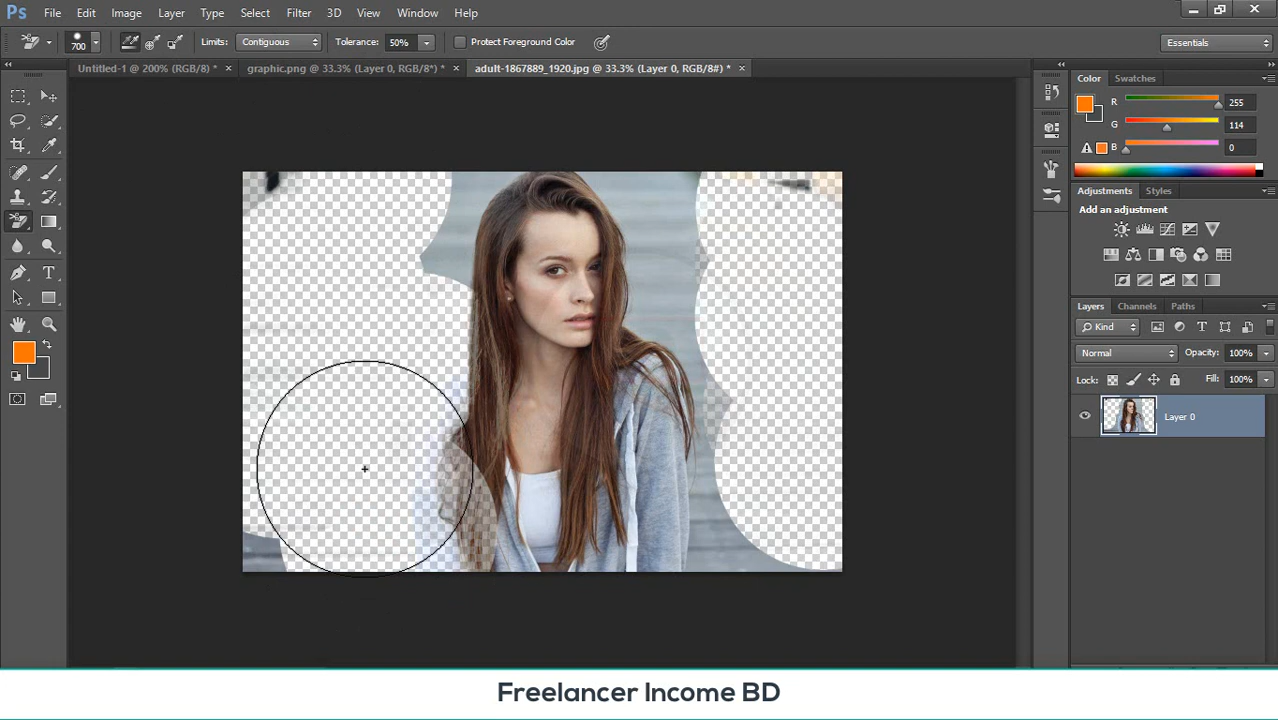 Ps File Edit Image Layer Type Select Filter 3D View Window Help
700 Limits: Contiguous Tolerance: 50% Protect Foreground Color Essentials
Untitled-1 @ 200% (RGB/8) * × graphic.png @ 33.3% (Layer 0, RGB/8*) * × adult-1867889_1920.jpg @ 33.3% (Layer 0, RGB/8#) * ×
Color Swatches
R 255
G 114
B 0
Adjustments Styles
Add an adjustment
Layers Channels Paths
Kind
Normal Opacity: 100%
Lock: Fill: 100%
Layer 0
Freelancer Income BD